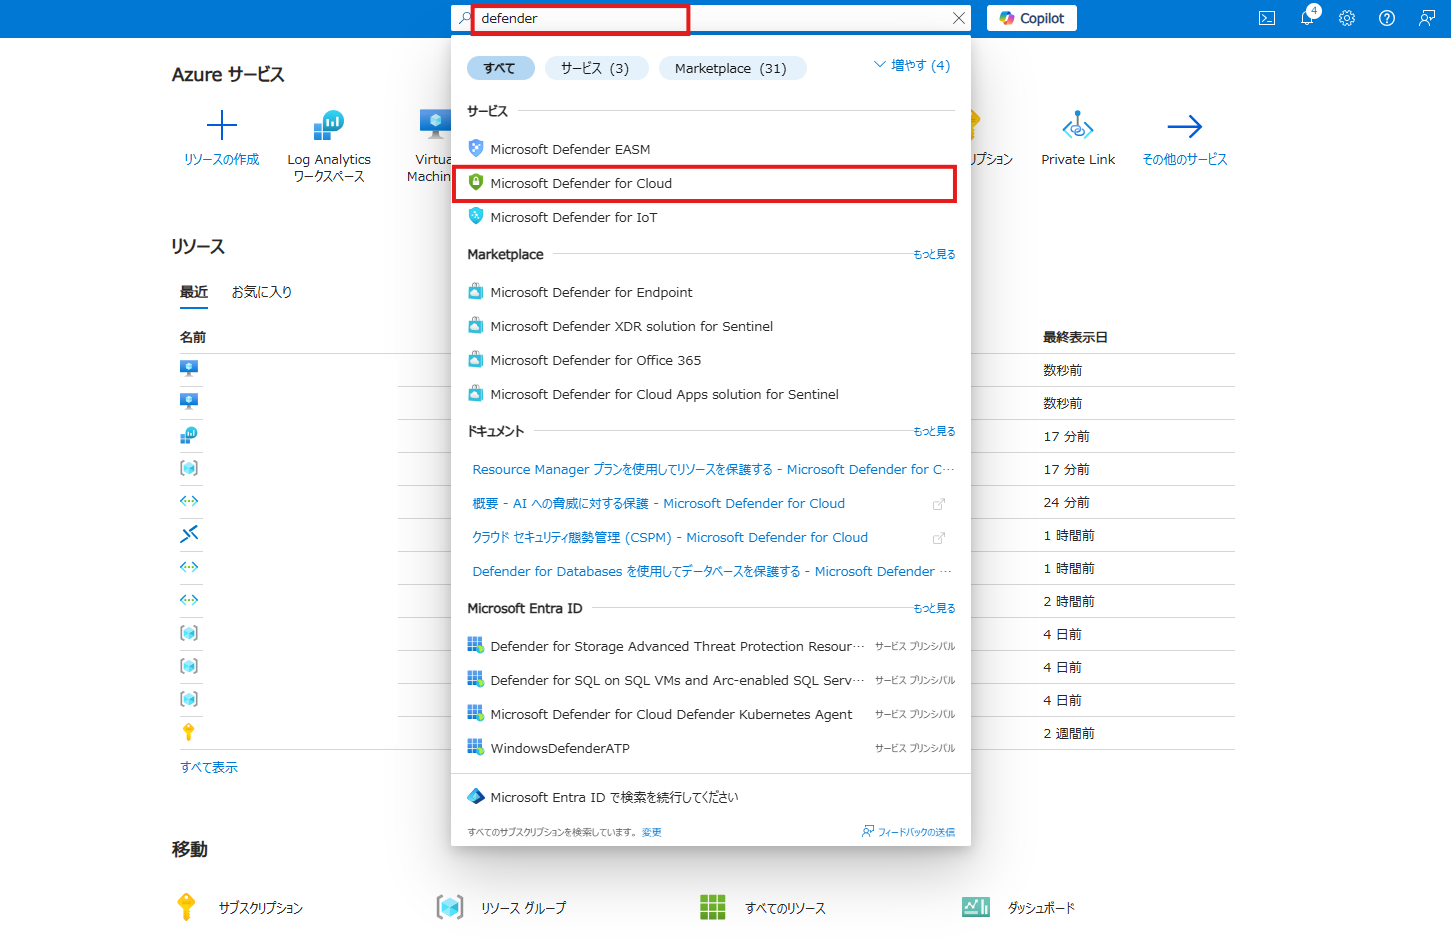 defender
Copilot
4
すべて
サービス (3)
Marketplace (31)
増やす (4)
Azure サービス
リソースの作成
Log Analytics
ワークスペース
Virtu
Machin
プション
Private Link
その他のサービス
サービス
Microsoft Defender EASM
Microsoft Defender for Cloud
Microsoft Defender for IoT
Marketplace
もっと見る
Microsoft Defender for Endpoint
Microsoft Defender XDR solution for Sentinel
Microsoft Defender for Office 365
Microsoft Defender for Cloud Apps solution for Sentinel
ドキュメント
もっと見る
Resource Manager プランを使用してリソースを保護する - Microsoft Defender for C…
概要 - AI への脅威に対する保護 - Microsoft Defender for Cloud
クラウド セキュリティ態勢管理 (CSPM) - Microsoft Defender for Cloud
Defender for Databases を使用してデータベースを保護する - Microsoft Defender …
Microsoft Entra ID
もっと見る
Defender for Storage Advanced Threat Protection Resour…
サービス プリンシパル
Defender for SQL on SQL VMs and Arc-enabled SQL Serv…
サービス プリンシパル
Microsoft Defender for Cloud Defender Kubernetes Agent
サービス プリンシパル
WindowsDefenderATP
サービス プリンシパル
Microsoft Entra ID で検索を続行してください
すべてのサブスクリプションを検索しています。 変更
フィードバックの送信
リソース
最近
お気に入り
名前
最終表示日
数秒前
数秒前
17 分前
17 分前
24 分前
1 時間前
1 時間前
2 時間前
4 日前
4 日前
4 日前
2 週間前
すべて表示
移動
サブスクリプション
リソース グループ
すべてのリソース
ダッシュボード